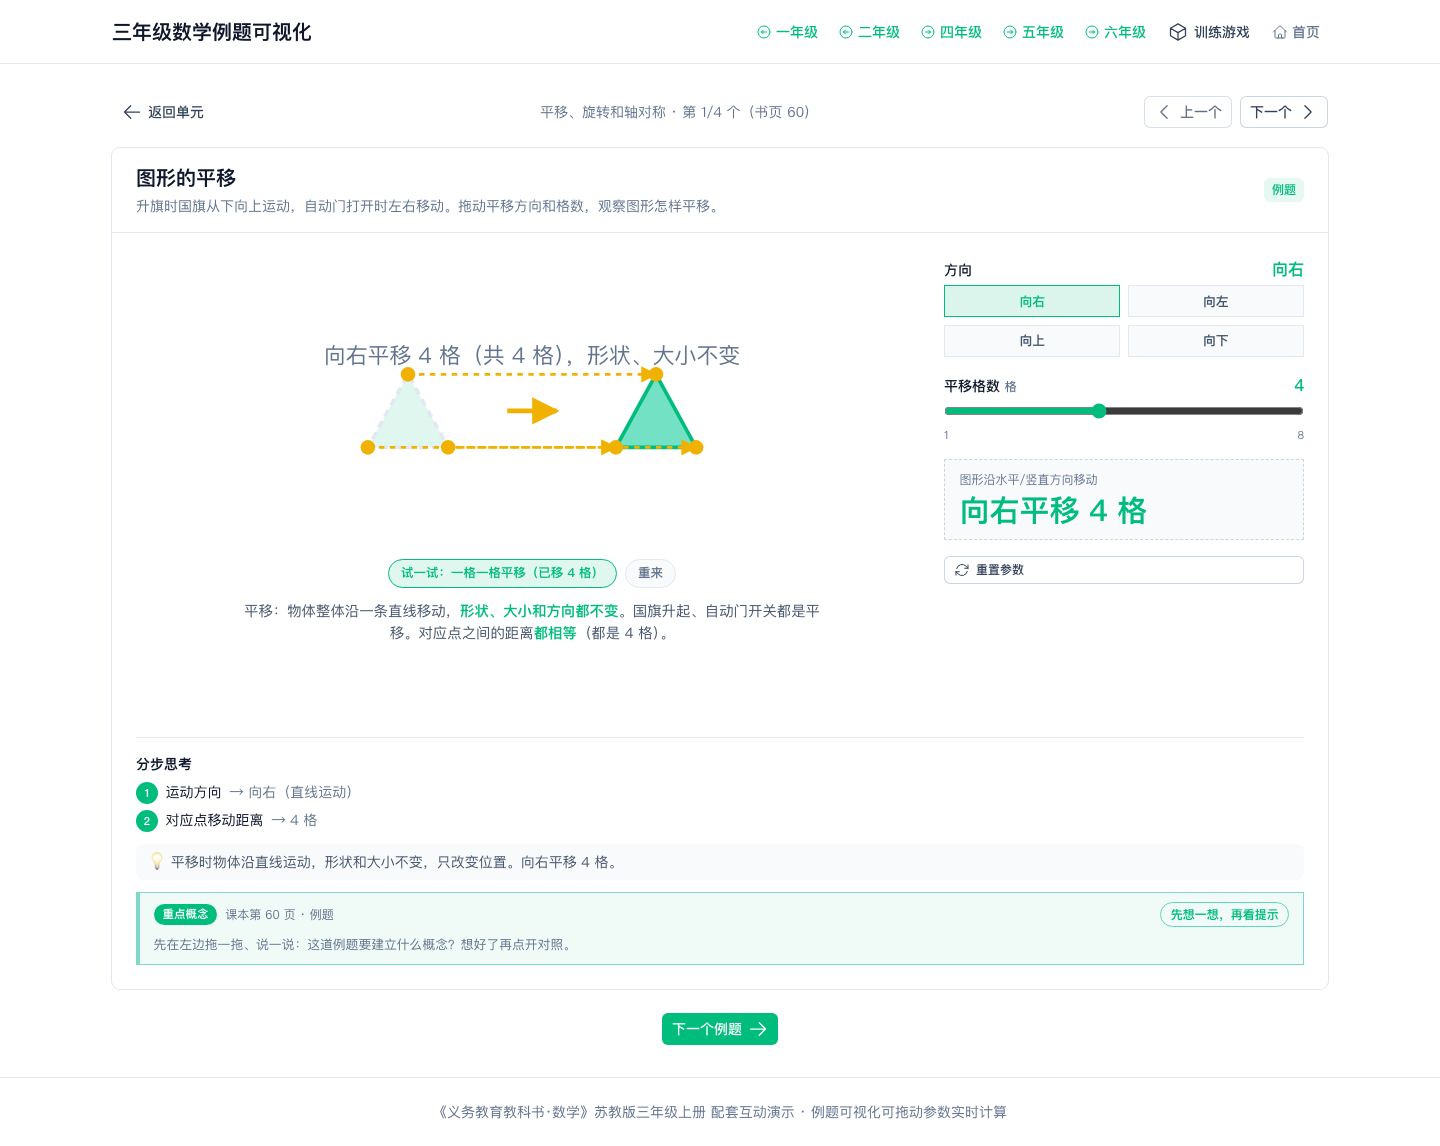 三年级数学例题可视化
一年级 二年级 四年级 五年级 六年级 训练游戏 首页
返回单元
平移、旋转和轴对称 · 第 1/4 个（书页 60）
上一个 下一个
图形的平移
升旗时国旗从下向上运动，自动门打开时左右移动。拖动平移方向和格数，观察图形怎样平移。
例题
向右平移 4 格（共 4 格），形状、大小不变
试一试：一格一格平移（已移 4 格） 重来
平移：物体整体沿一条直线移动，形状、大小和方向都不变。国旗升起、自动门开关都是平
移。对应点之间的距离都相等（都是 4 格）。
方向 向右
向右 向左
向上 向下
平移格数 格 4
1 8
图形沿水平/竖直方向移动
向右平移 4 格
重置参数
分步思考
1 运动方向 → 向右（直线运动）
2 对应点移动距离 → 4 格
💡 平移时物体沿直线运动，形状和大小不变，只改变位置。向右平移 4 格。
重点概念 课本第 60 页 · 例题
先想一想，再看提示
先在左边拖一拖、说一说：这道例题要建立什么概念？想好了再点开对照。
下一个例题 →
《义务教育教科书·数学》苏教版三年级上册 配套互动演示 · 例题可视化可拖动参数实时计算